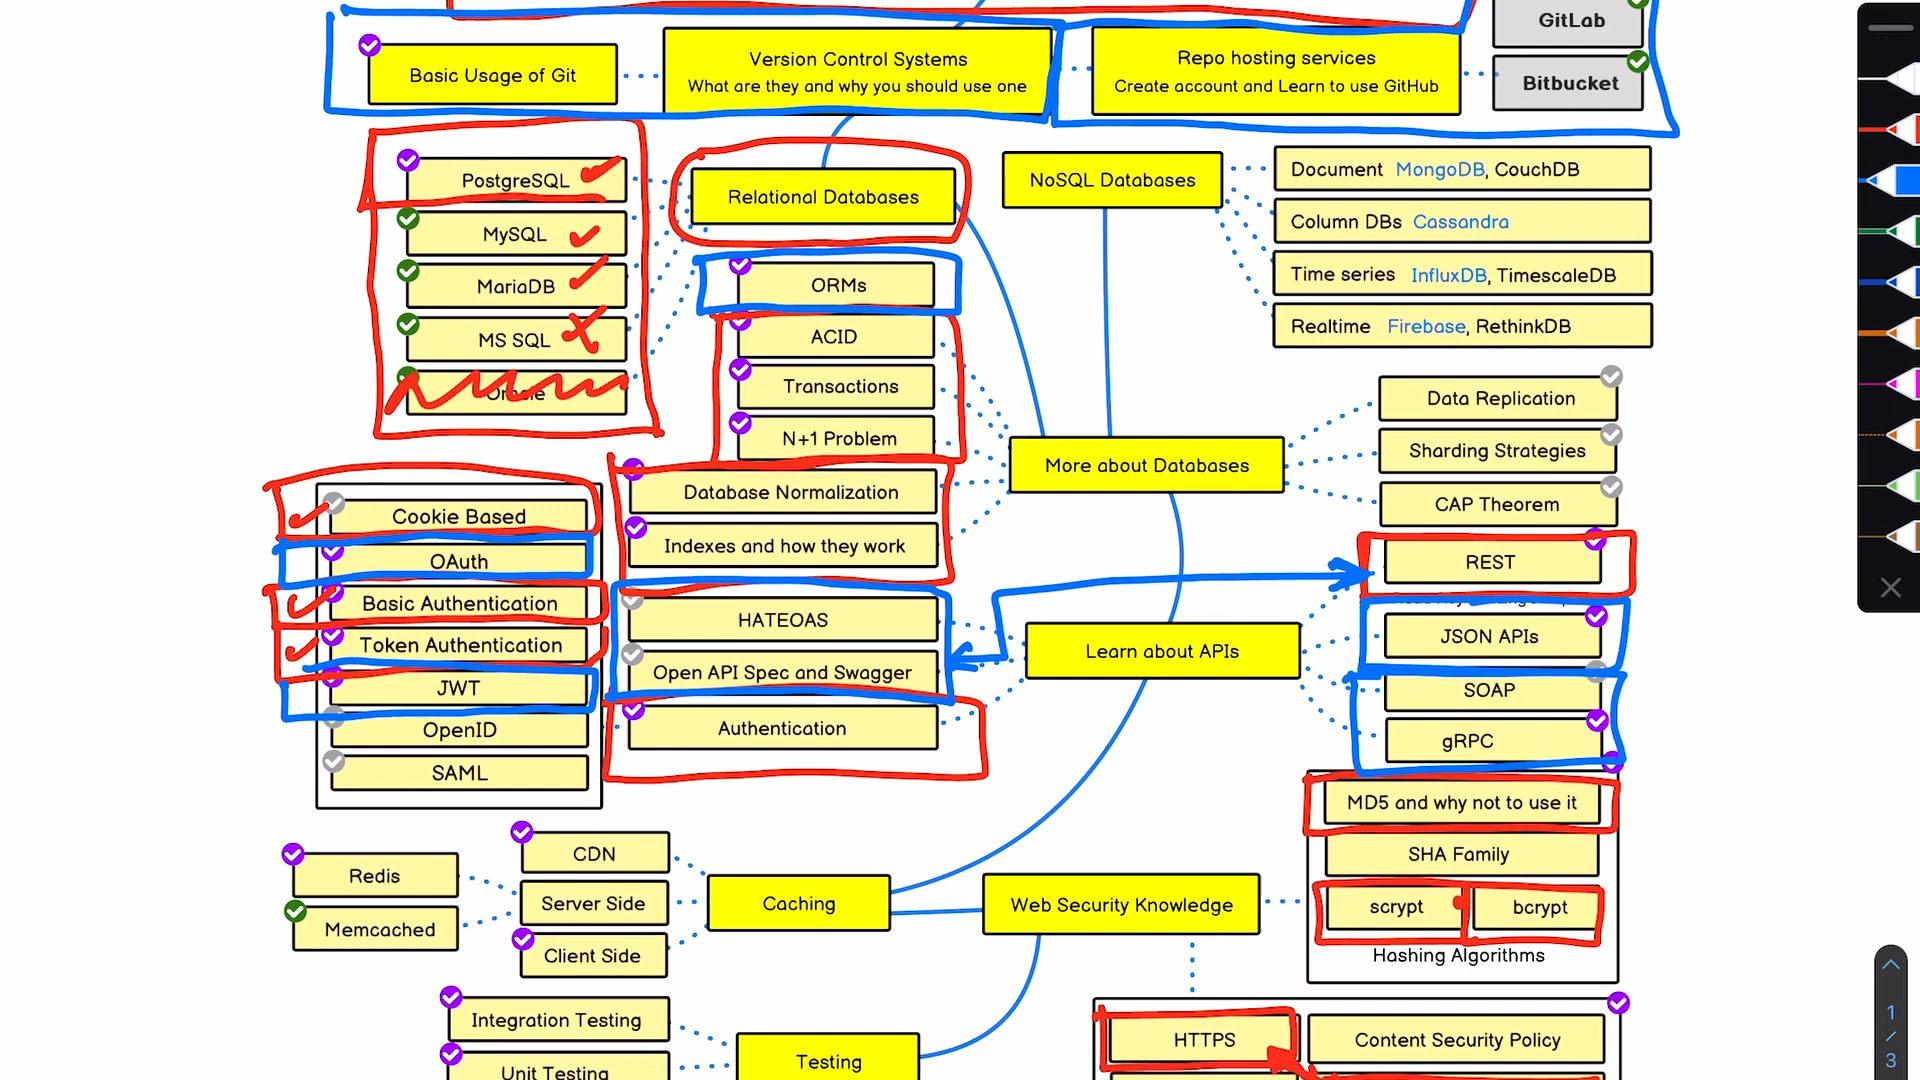 GitLab
Basic Usage of Git
Version Control Systems
What are they and why you should use one
Repo hosting services
Create account and Learn to use GitHub
Bitbucket
PostgreSQL
MySQL
MariaDB
MS SQL
Oracle
Relational Databases
NoSQL Databases
Document MongoDB, CouchDB
Column DBs Cassandra
Time series InfluxDB, TimescaleDB
Realtime Firebase, RethinkDB
ORMs
ACID
Transactions
N+1 Problem
Database Normalization
Indexes and how they work
More about Databases
Data Replication
Sharding Strategies
CAP Theorem
Cookie Based
OAuth
Basic Authentication
Token Authentication
JWT
OpenID
SAML
HATEOAS
Open API Spec and Swagger
Authentication
Learn about APIs
REST
JSON APIs
SOAP
gRPC
MD5 and why not to use it
SHA Family
scrypt
bcrypt
Hashing Algorithms
Redis
Memcached
CDN
Server Side
Client Side
Caching
Web Security Knowledge
Integration Testing
Unit Testing
Testing
HTTPS
Content Security Policy
1
/
3